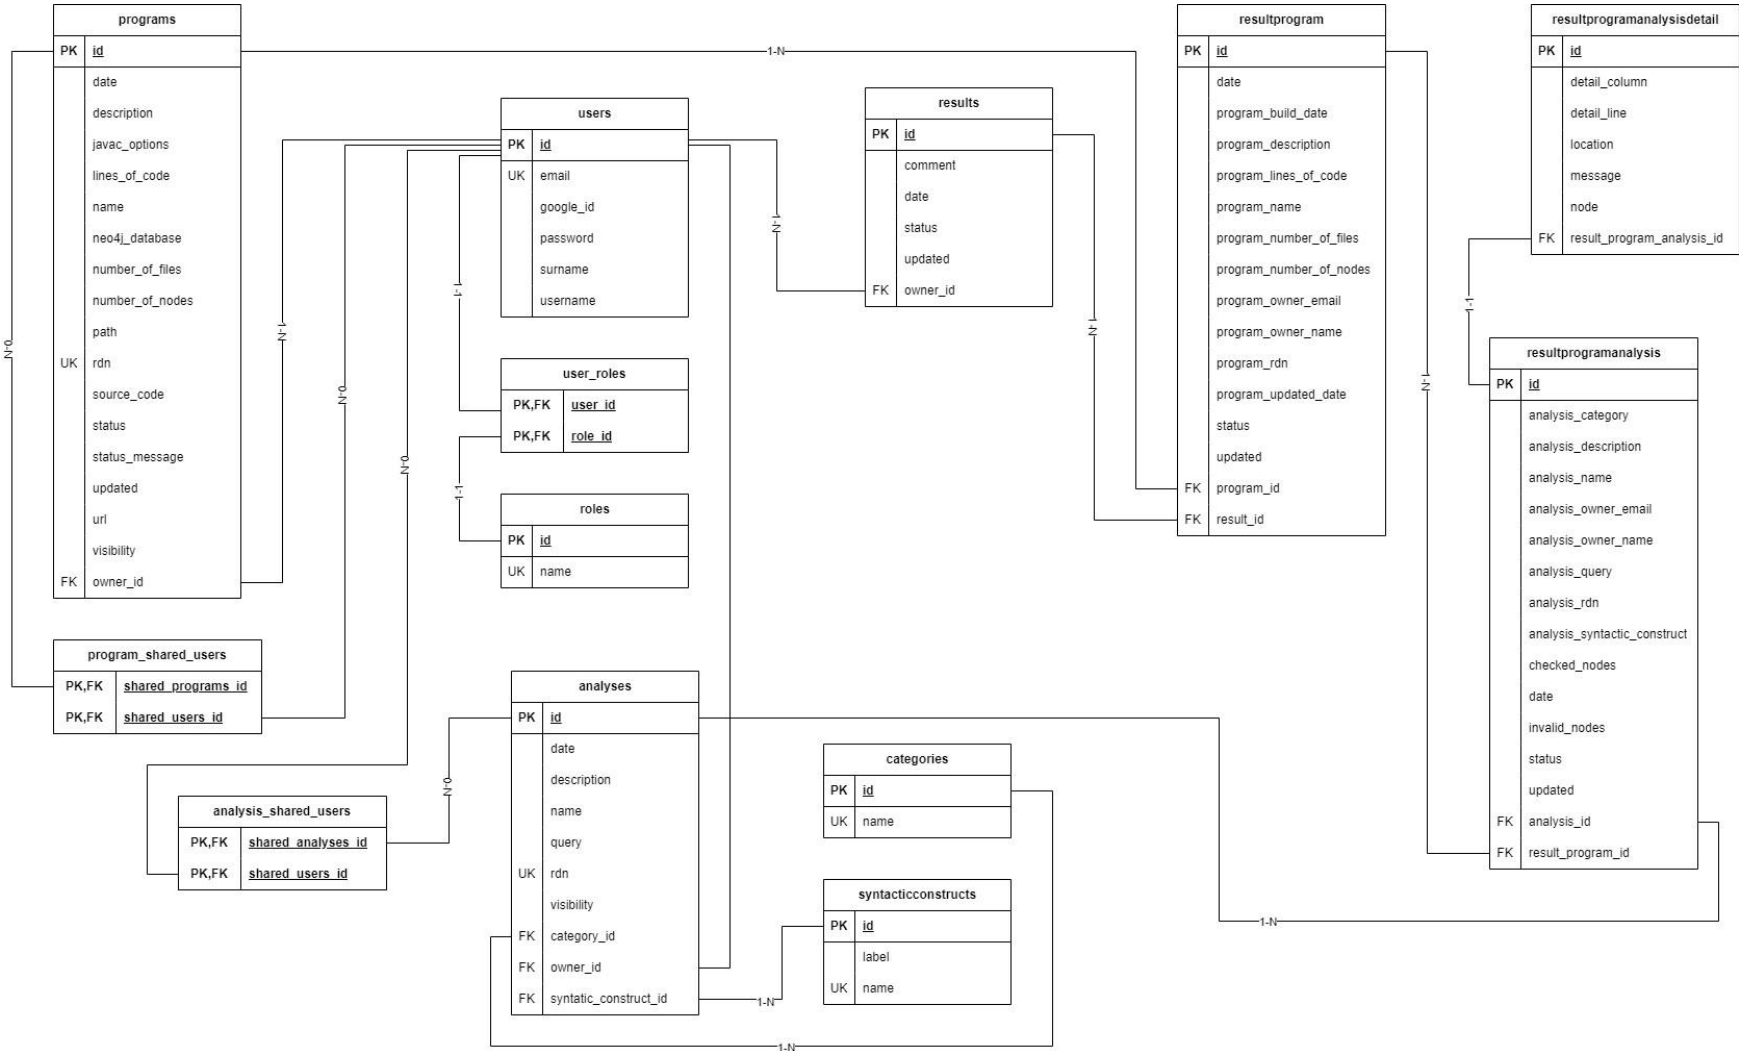 programs
PK id
date
description
javac_options
lines_of_code
name
neo4j_database
number_of_files
number_of_nodes
path
UK rdn
source_code
status
status_message
updated
url
visibility
FK owner_id
program_shared_users
PK,FK shared_programs_id
PK,FK shared_users_id
0-N
1-N
0-N
0-N
users
PK id
UK email
google_id
password
surname
username
1-1
user_roles
PK,FK user_id
PK,FK role_id
1-1
roles
PK id
UK name
1-N
1-N
results
PK id
comment
date
status
updated
FK owner_id
1-N
resultprogram
PK id
date
program_build_date
program_description
program_lines_of_code
program_name
program_number_of_files
program_number_of_nodes
program_owner_email
program_owner_name
program_rdn
program_updated_date
status
updated
FK program_id
FK result_id
1-N
resultprogramanalysisdetail
PK id
detail_column
detail_line
location
message
node
FK result_program_analysis_id
1-1
resultprogramanalysis
PK id
analysis_category
analysis_description
analysis_name
analysis_owner_email
analysis_owner_name
analysis_query
analysis_rdn
analysis_syntactic_construct
checked_nodes
date
invalid_nodes
status
updated
FK analysis_id
FK result_program_id
1-N
analysis_shared_users
PK,FK shared_analyses_id
PK,FK shared_users_id
0-N
analyses
PK id
date
description
name
query
UK rdn
visibility
FK category_id
FK owner_id
FK syntatic_construct_id
1-N
1-N
categories
PK id
UK name
syntacticconstructs
PK id
label
UK name